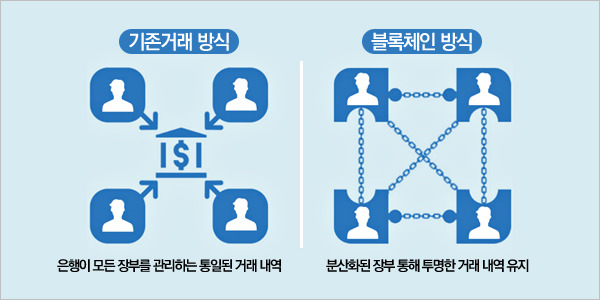 기존거래 방식
블록체인 방식
$
은행이 모든 장부를 관리하는 통일된 거래 내역
분산화된 장부 통해 투명한 거래 내역 유지